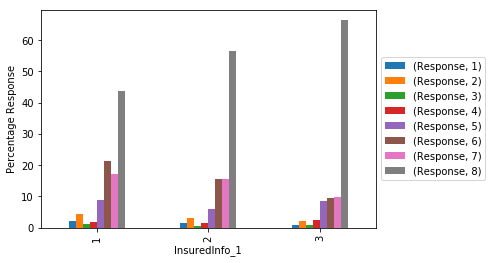 60
50
40
30
20
10
0
Percentage Response
1
2
3
InsuredInfo_1
(Response, 1)
(Response, 2)
(Response, 3)
(Response, 4)
(Response, 5)
(Response, 6)
(Response, 7)
(Response, 8)